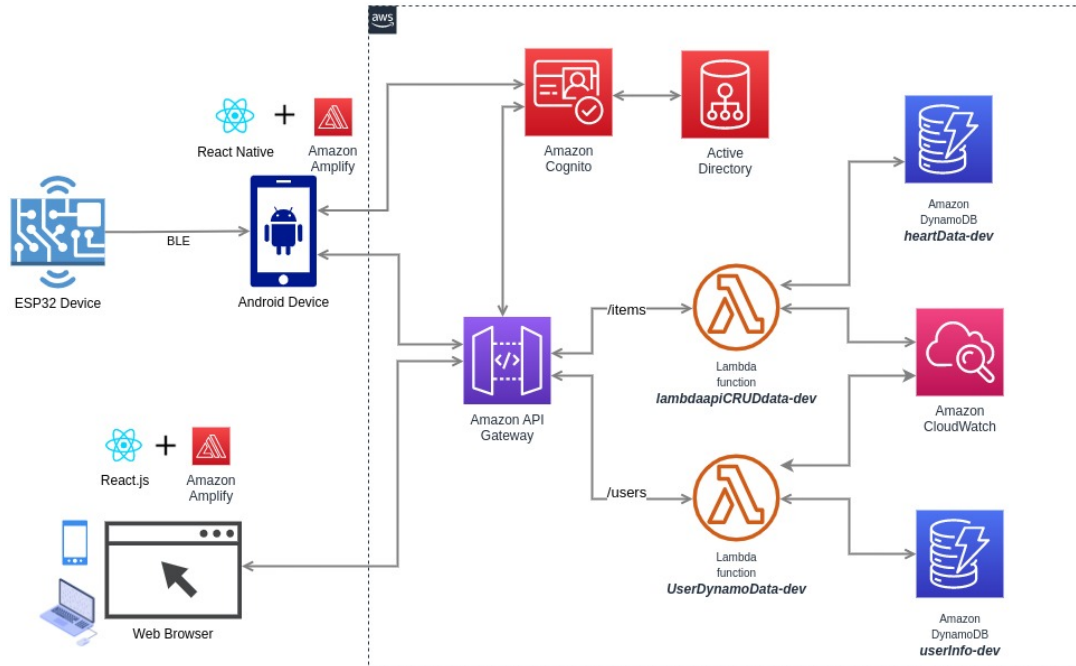 aws
React Native
Amazon
Amplify
Amazon
Cognito
Active
Directory
Amazon
DynamoDB
heartData-dev
BLE
ESP32 Device
Android Device
/items
Lambda
function
lambdaapiCRUDdata-dev
Amazon API
Gateway
Amazon
CloudWatch
React.js
Amazon
Amplify
/users
Lambda
function
UserDynamoData-dev
Web Browser
Amazon
DynamoDB
userInfo-dev